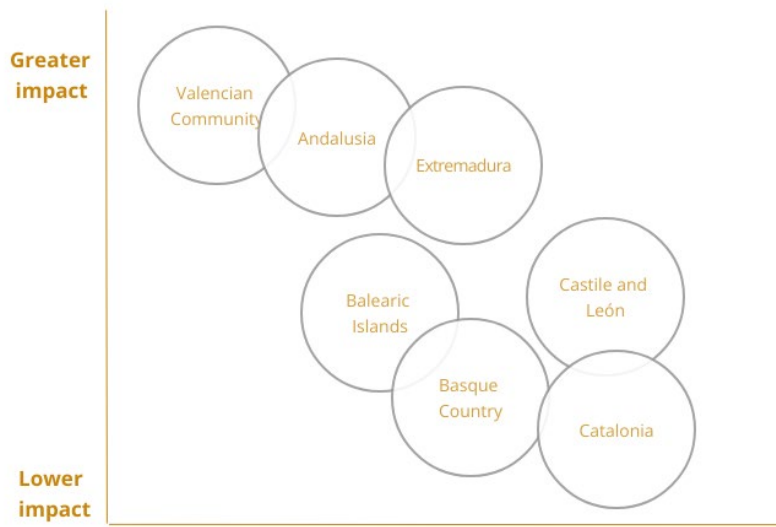 Greater
impact
Valencian
Community
Andalusia
Extremadura
Castile and
León
Balearic
Islands
Basque
Country
Catalonia
Lower
impact